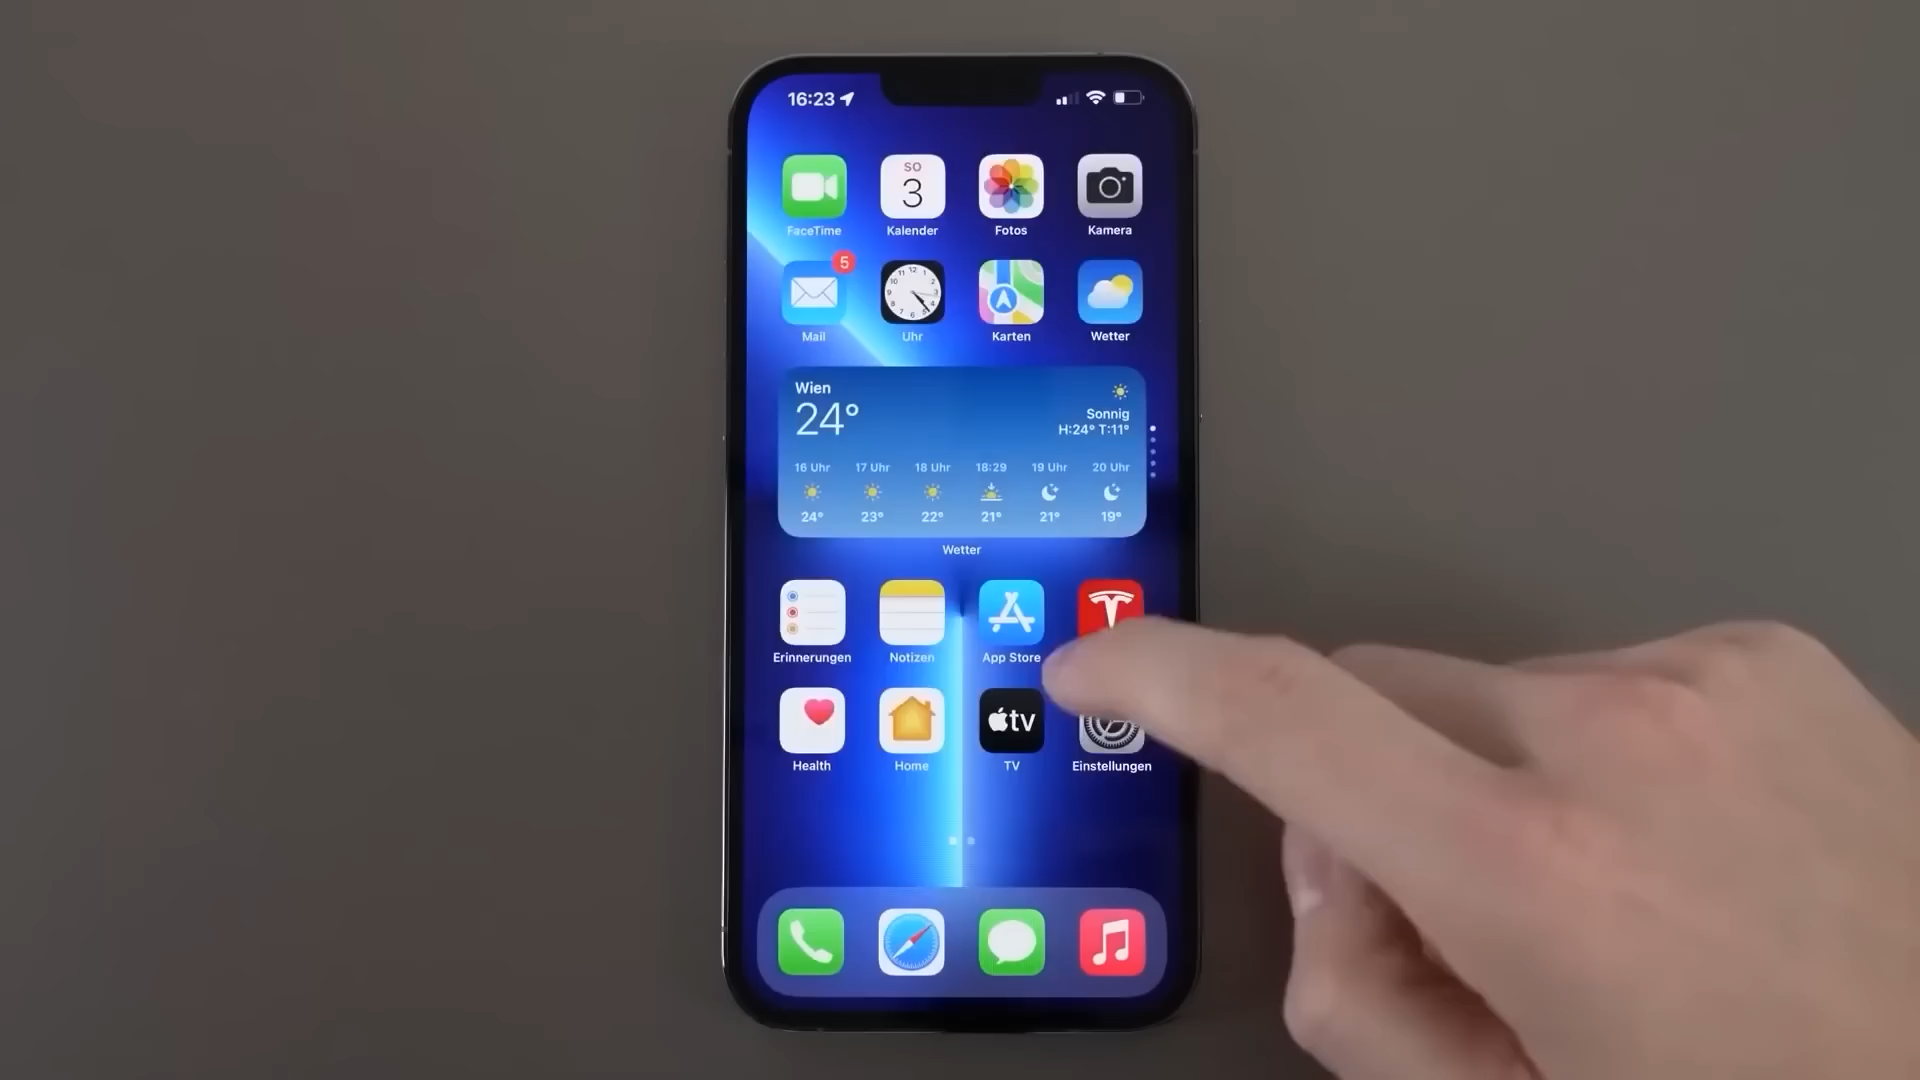 16:23
SO
3
FaceTime Kalender Fotos Kamera
5
Mail Uhr Karten Wetter
Wien
24°
Sonnig
H:24° T:11°
16 Uhr 17 Uhr 18 Uhr 18:29 19 Uhr 20 Uhr
24° 23° 22° 21° 21° 19°
Wetter
Erinnerungen Notizen App Store
tv
Health Home TV Einstellungen